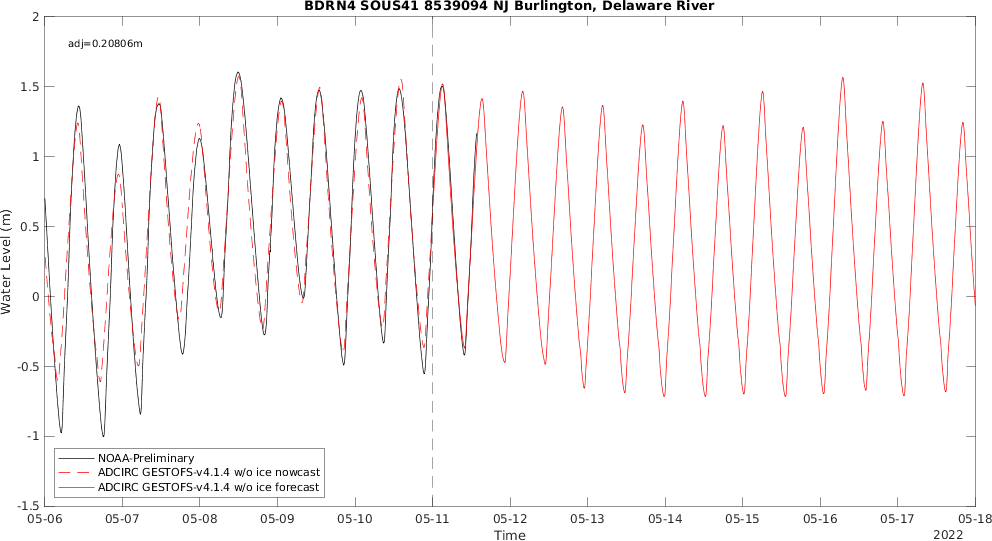 BDRN4 SOUS41 8539094 NJ Burlington, Delaware River
adj=0.20806m
Water Level (m)
2
1.5
1
0.5
0
-0.5
-1
-1.5
NOAA-Preliminary
ADCIRC GESTOFS-v4.1.4 w/o ice nowcast
ADCIRC GESTOFS-v4.1.4 w/o ice forecast
05-06 05-07 05-08 05-09 05-10 05-11 05-12 05-13 05-14 05-15 05-16 05-17 05-18
Time
2022